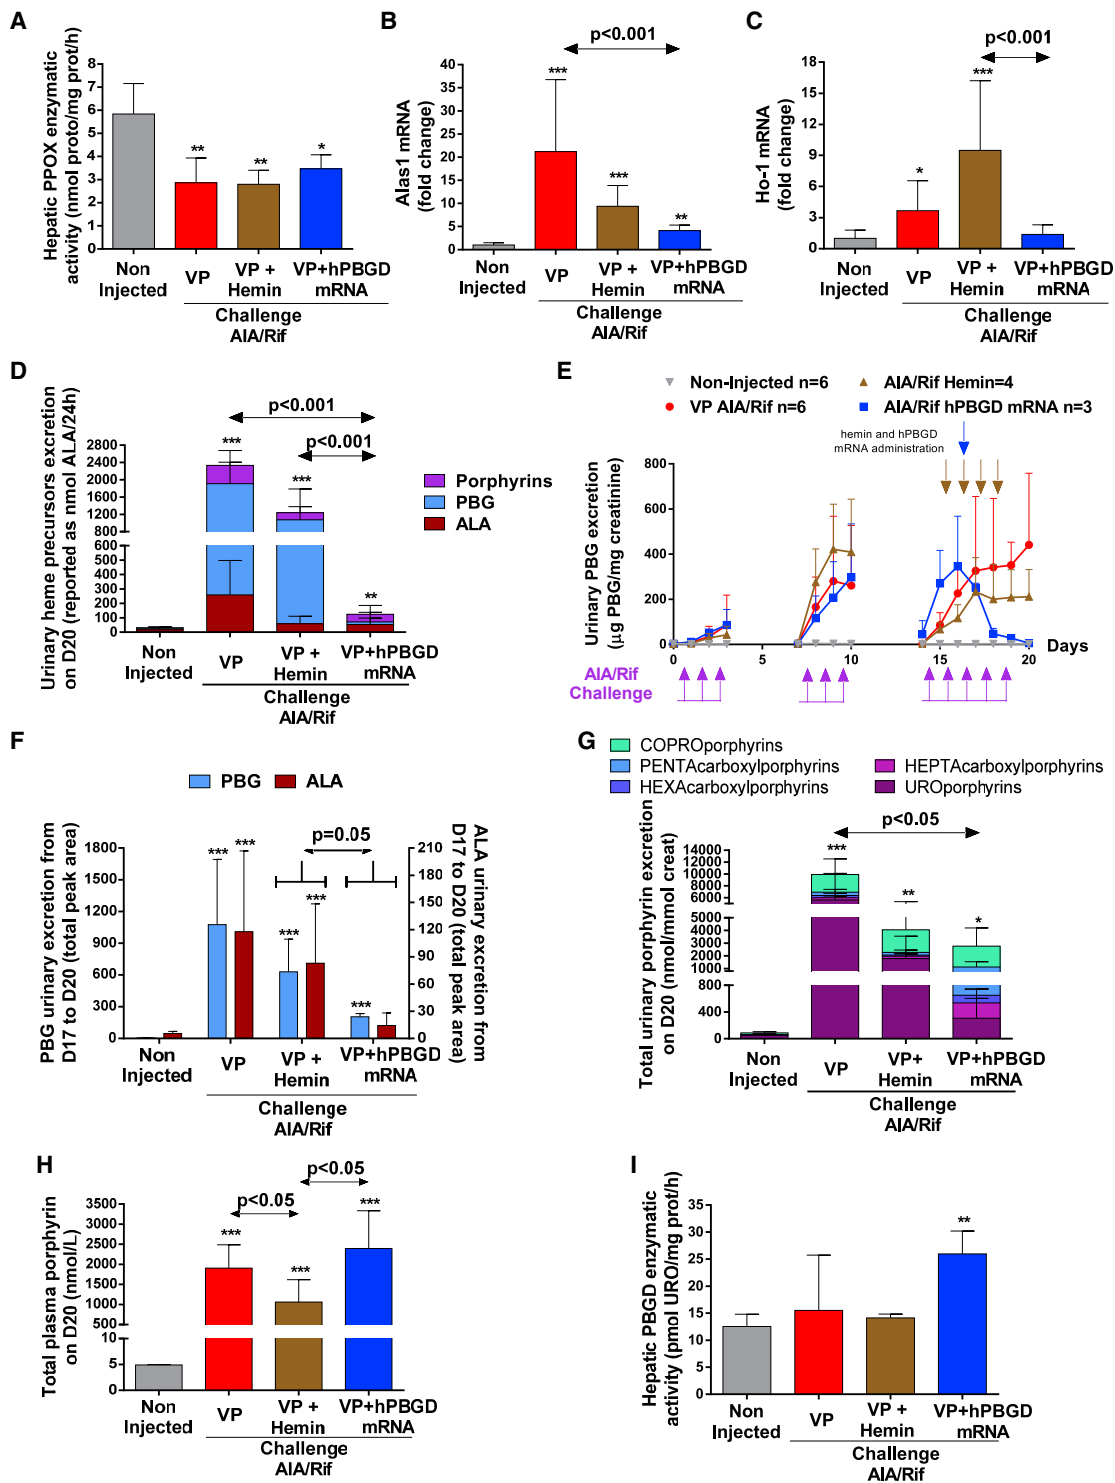 A
Hepatic PPOX enzymatic
activity (nmol proto/mg prot/h)
8
7
6
5
4
3
2
1
0
**
**
*
Non
Injected
VP
VP +
Hemin
VP+hPBGD
mRNA
Challenge
AIA/Rif
B
p<0.001
Alas1 mRNA
(fold change)
40
35
30
25
20
15
10
5
0
***
***
**
Non
Injected
VP
VP +
Hemin
VP+hPBGD
mRNA
Challenge
AIA/Rif
C
p<0.001
Ho-1 mRNA
(fold change)
18
15
12
9
6
3
0
*
***
Non
Injected
VP
VP +
Hemin
VP+hPBGD
mRNA
Challenge
AIA/Rif
D
Urinary heme precursors excretion
on D20 (reported as nmol ALA/24h)
p<0.001
p<0.001
2800
2600
2400
2200
2000
1800
1600
1400
1200
1000
800
600
500
400
300
200
100
0
***
***
**
Porphyrins
PBG
ALA
Non
Injected
VP
VP +
Hemin
VP+hPBGD
mRNA
Challenge
AIA/Rif
E
Non-Injected n=6
VP AIA/Rif n=6
AIA/Rif Hemin=4
AIA/Rif hPBGD mRNA n=3
hemin and hPBGD
mRNA administration
Urinary PBG excretion
(µg PBG/mg creatinine)
800
600
400
200
0
0
5
10
15
20
Days
AIA/Rif
Challenge
F
PBG
ALA
p=0.05
PBG urinary excretion from
D17 to D20 (total peak area)
1800
1500
1200
900
600
300
0
***
***
***
***
***
210
180
150
120
90
60
30
0
ALA urinary excretion from
D17 to D20 (total peak area)
Non
Injected
VP
VP +
Hemin
VP+hPBGD
mRNA
Challenge
AIA/Rif
G
COPROporphyrins
PENTAcarboxylporphyrins
HEXAcarboxylporphyrins
HEPTAcarboxylporphyrins
UROporphyrins
p<0.05
Total urinary porphyrin excretion
on D20 (nmol/mmol creat)
14000
12000
10000
8000
6000
5000
4000
3000
2000
1000
800
400
0
***
**
*
Non
Injected
VP
VP+
Hemin
VP+hPBGD
mRNA
Challenge
AIA/Rif
H
p<0.05
p<0.05
Total plasma porphyrin
on D20 (nmol/L)
3500
3000
2500
2000
1500
1000
500
10
5
0
***
***
***
Non
Injected
VP
VP +
Hemin
VP+hPBGD
mRNA
Challenge
AIA/Rif
I
Hepatic PBGD enzymatic
activity (pmol URO/mg prot/h)
35
30
25
20
15
10
5
0
**
Non
Injected
VP
VP +
Hemin
VP+hPBGD
mRNA
Challenge
AIA/Rif